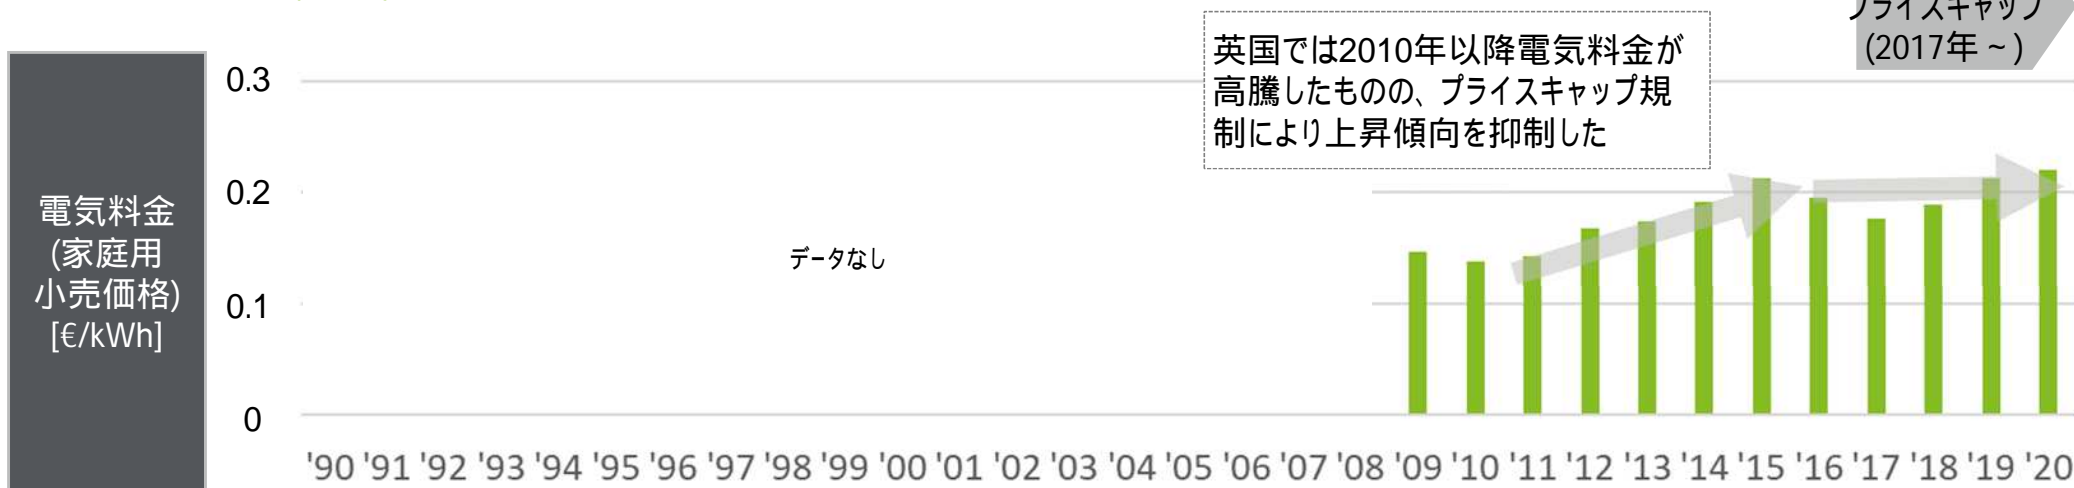 プライスキャップ
(2017年~)
英国では2010年以降電気料金が
高騰したものの、プライスキャップ規
制により上昇傾向を抑制した
0.3
0.2
0.1
0
電気料金
(家庭用
小売価格)
[€/kWh]
データなし
'90 '91 '92 '93 '94 '95 '96 '97 '98 '99 '00 '01 '02 '03 '04 '05 '06 '07 '08 '09 '10 '11 '12 '13 '14 '15 '16 '17 '18 '19 '20